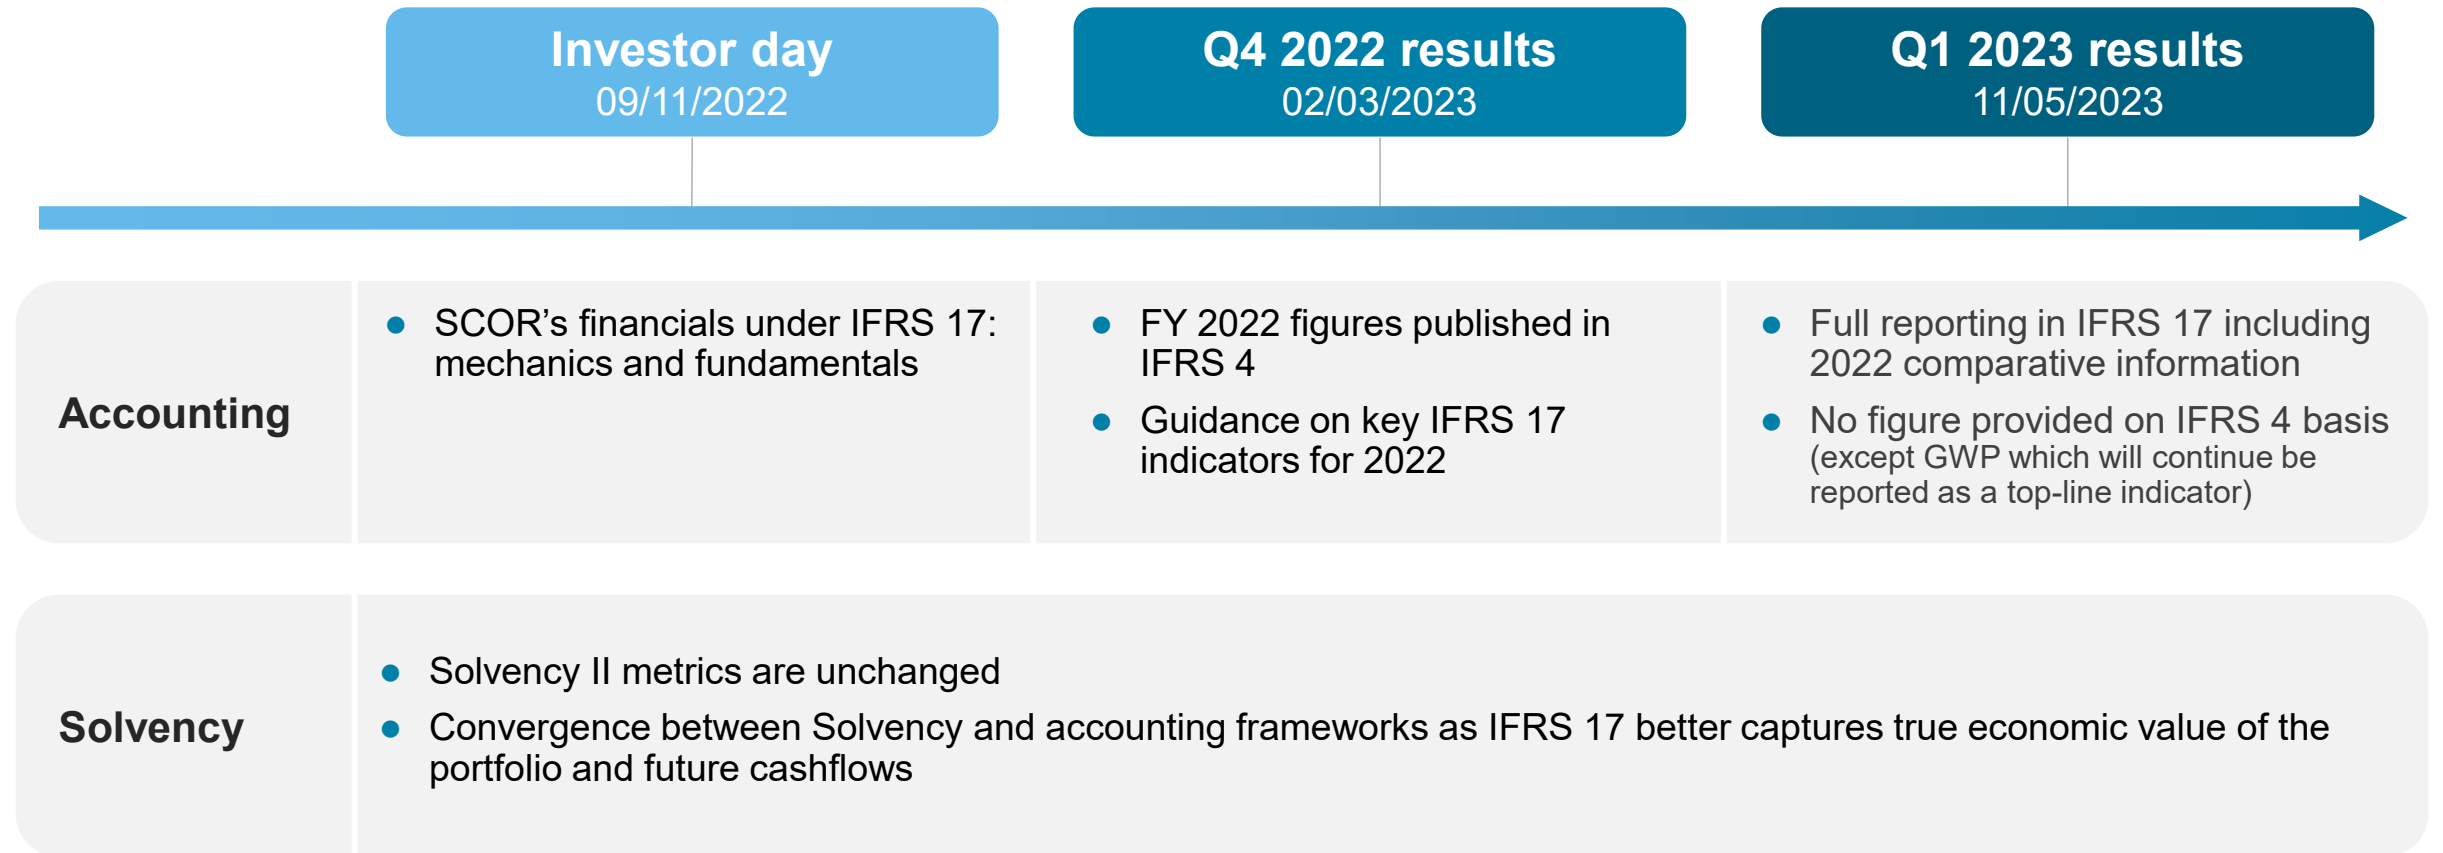 Investor day
09/11/2022
Q4 2022 results
02/03/2023
Q1 2023 results
11/05/2023
Accounting
● SCOR’s financials under IFRS 17:
mechanics and fundamentals
● FY 2022 figures published in
IFRS 4
● Guidance on key IFRS 17
indicators for 2022
● Full reporting in IFRS 17 including
2022 comparative information
● No figure provided on IFRS 4 basis
(except GWP which will continue be
reported as a top-line indicator)
Solvency
● Solvency II metrics are unchanged
● Convergence between Solvency and accounting frameworks as IFRS 17 better captures true economic value of the
portfolio and future cashflows